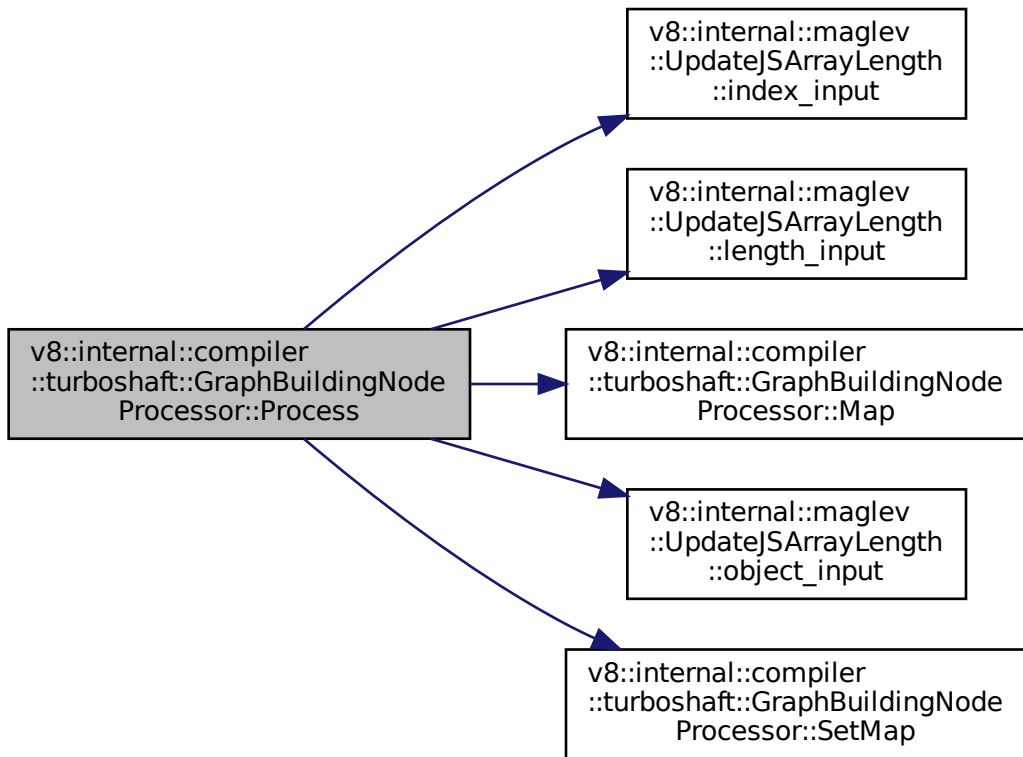 v8::internal::maglev
::UpdateJSArrayLength
::index_input
v8::internal::maglev
::UpdateJSArrayLength
::length_input
v8::internal::compiler
::turboshaft::GraphBuildingNode
Processor::Process
v8::internal::compiler
::turboshaft::GraphBuildingNode
Processor::Map
v8::internal::maglev
::UpdateJSArrayLength
::object_input
v8::internal::compiler
::turboshaft::GraphBuildingNode
Processor::SetMap